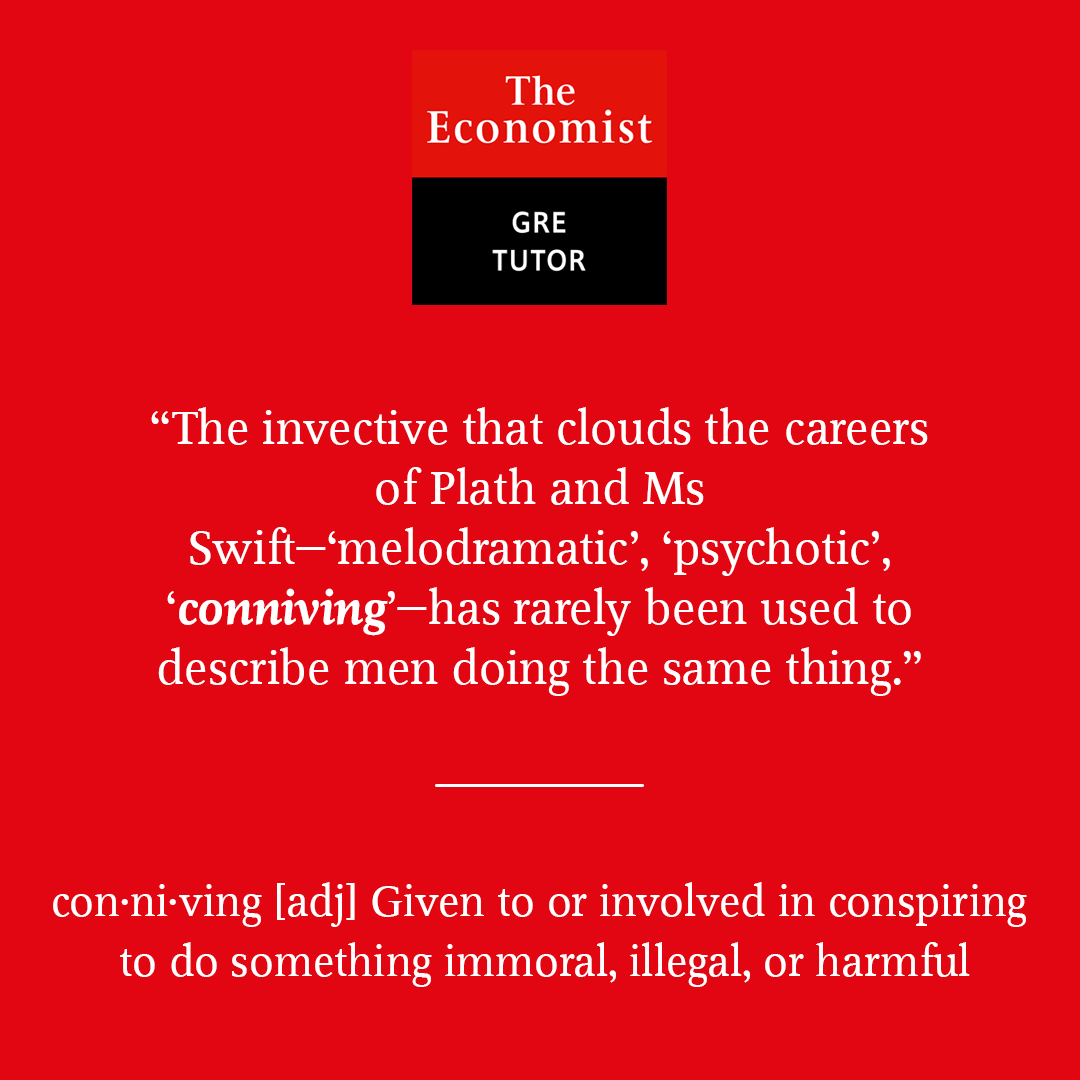 The
Economist
GRE
TUTOR
“The invective that clouds the careers
of Plath and Ms
Swift—‘melodramatic’, ‘psychotic’,
‘conniving’—has rarely been used to
describe men doing the same thing.”
con·ni·ving [adj] Given to or involved in conspiring
to do something immoral, illegal, or harmful